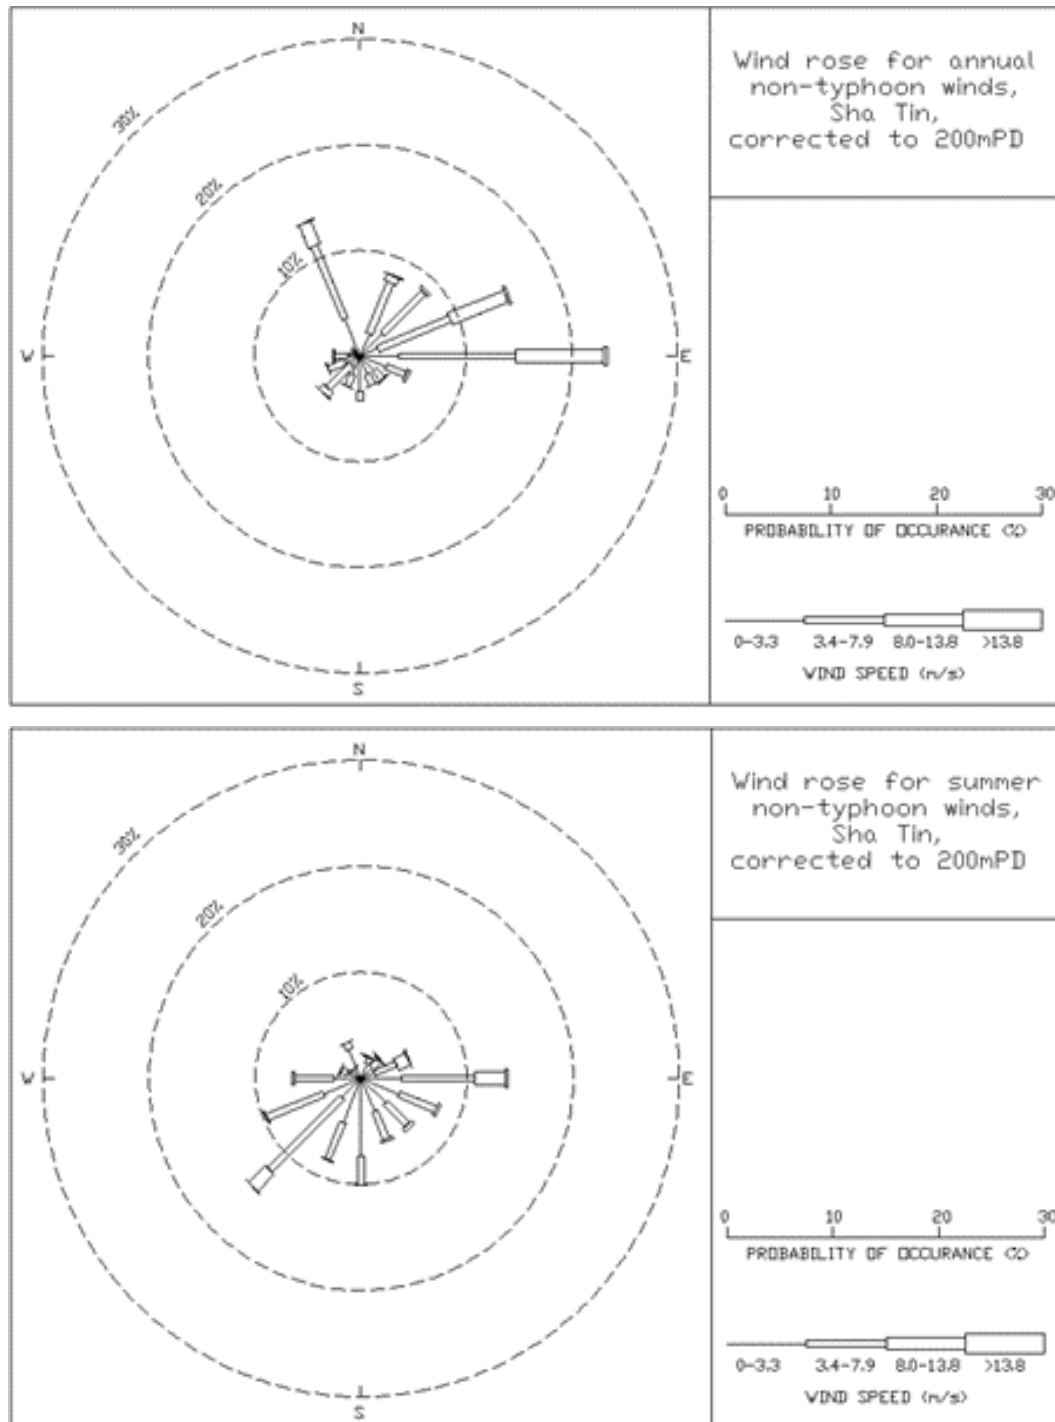 N
30%
20%
10%
W
E
S
Wind rose for annual
non-typhoon winds,
Sha Tin,
corrected to 200mPD
0 10 20 30
PROBABILITY OF OCCURANCE (%)
0-3.3 3.4-7.9 8.0-13.8 >13.8
WIND SPEED (m/s)
N
30%
20%
10%
W
E
S
Wind rose for summer
non-typhoon winds,
Sha Tin,
corrected to 200mPD
0 10 20 30
PROBABILITY OF OCCURANCE (%)
0-3.3 3.4-7.9 8.0-13.8 >13.8
WIND SPEED (m/s)